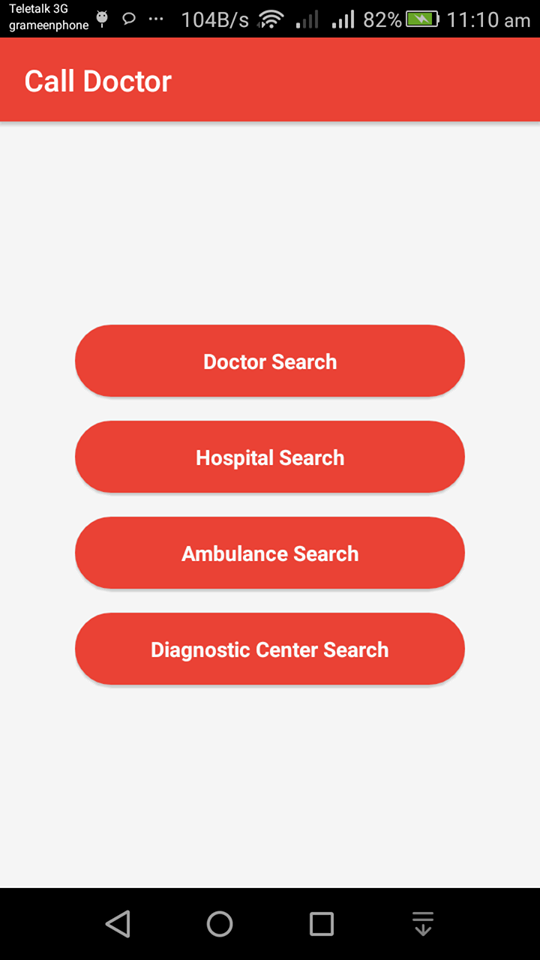 Teletalk 3G
grameenphone
104B/s 82% 11:10 am
Call Doctor
Doctor Search
Hospital Search
Ambulance Search
Diagnostic Center Search